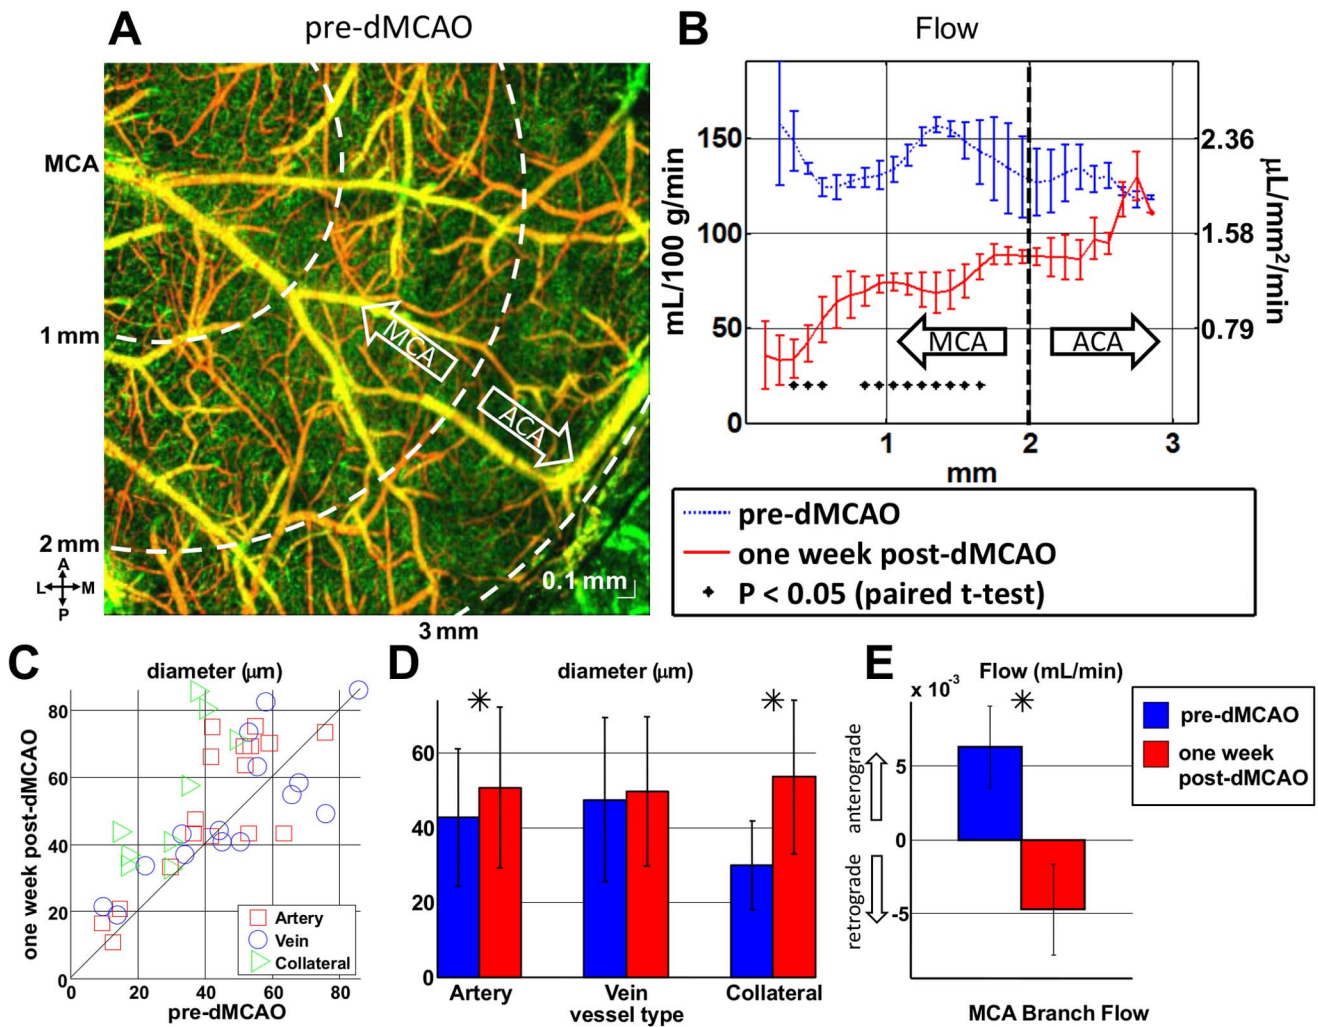 A
pre-dMCAO
MCA
1 mm
2 mm
3 mm
MCA
ACA
0.1 mm
A
L M
P
B
Flow
mL/100 g/min
150
100
50
0
2.36
1.58
0.79
μL/mm²/min
MCA
ACA
1 2 3
mm
pre-dMCAO
one week post-dMCAO
P < 0.05 (paired t-test)
C
diameter (μm)
one week post-dMCAO
80
60
40
20
0
0 20 40 60 80
pre-dMCAO
Artery
Vein
Collateral
D
diameter (μm)
60
40
20
0
Artery Vein Collateral
vessel type
E
Flow (mL/min)
x 10⁻³
anterograde
retrograde
5
0
-5
MCA Branch Flow
pre-dMCAO
one week
post-dMCAO